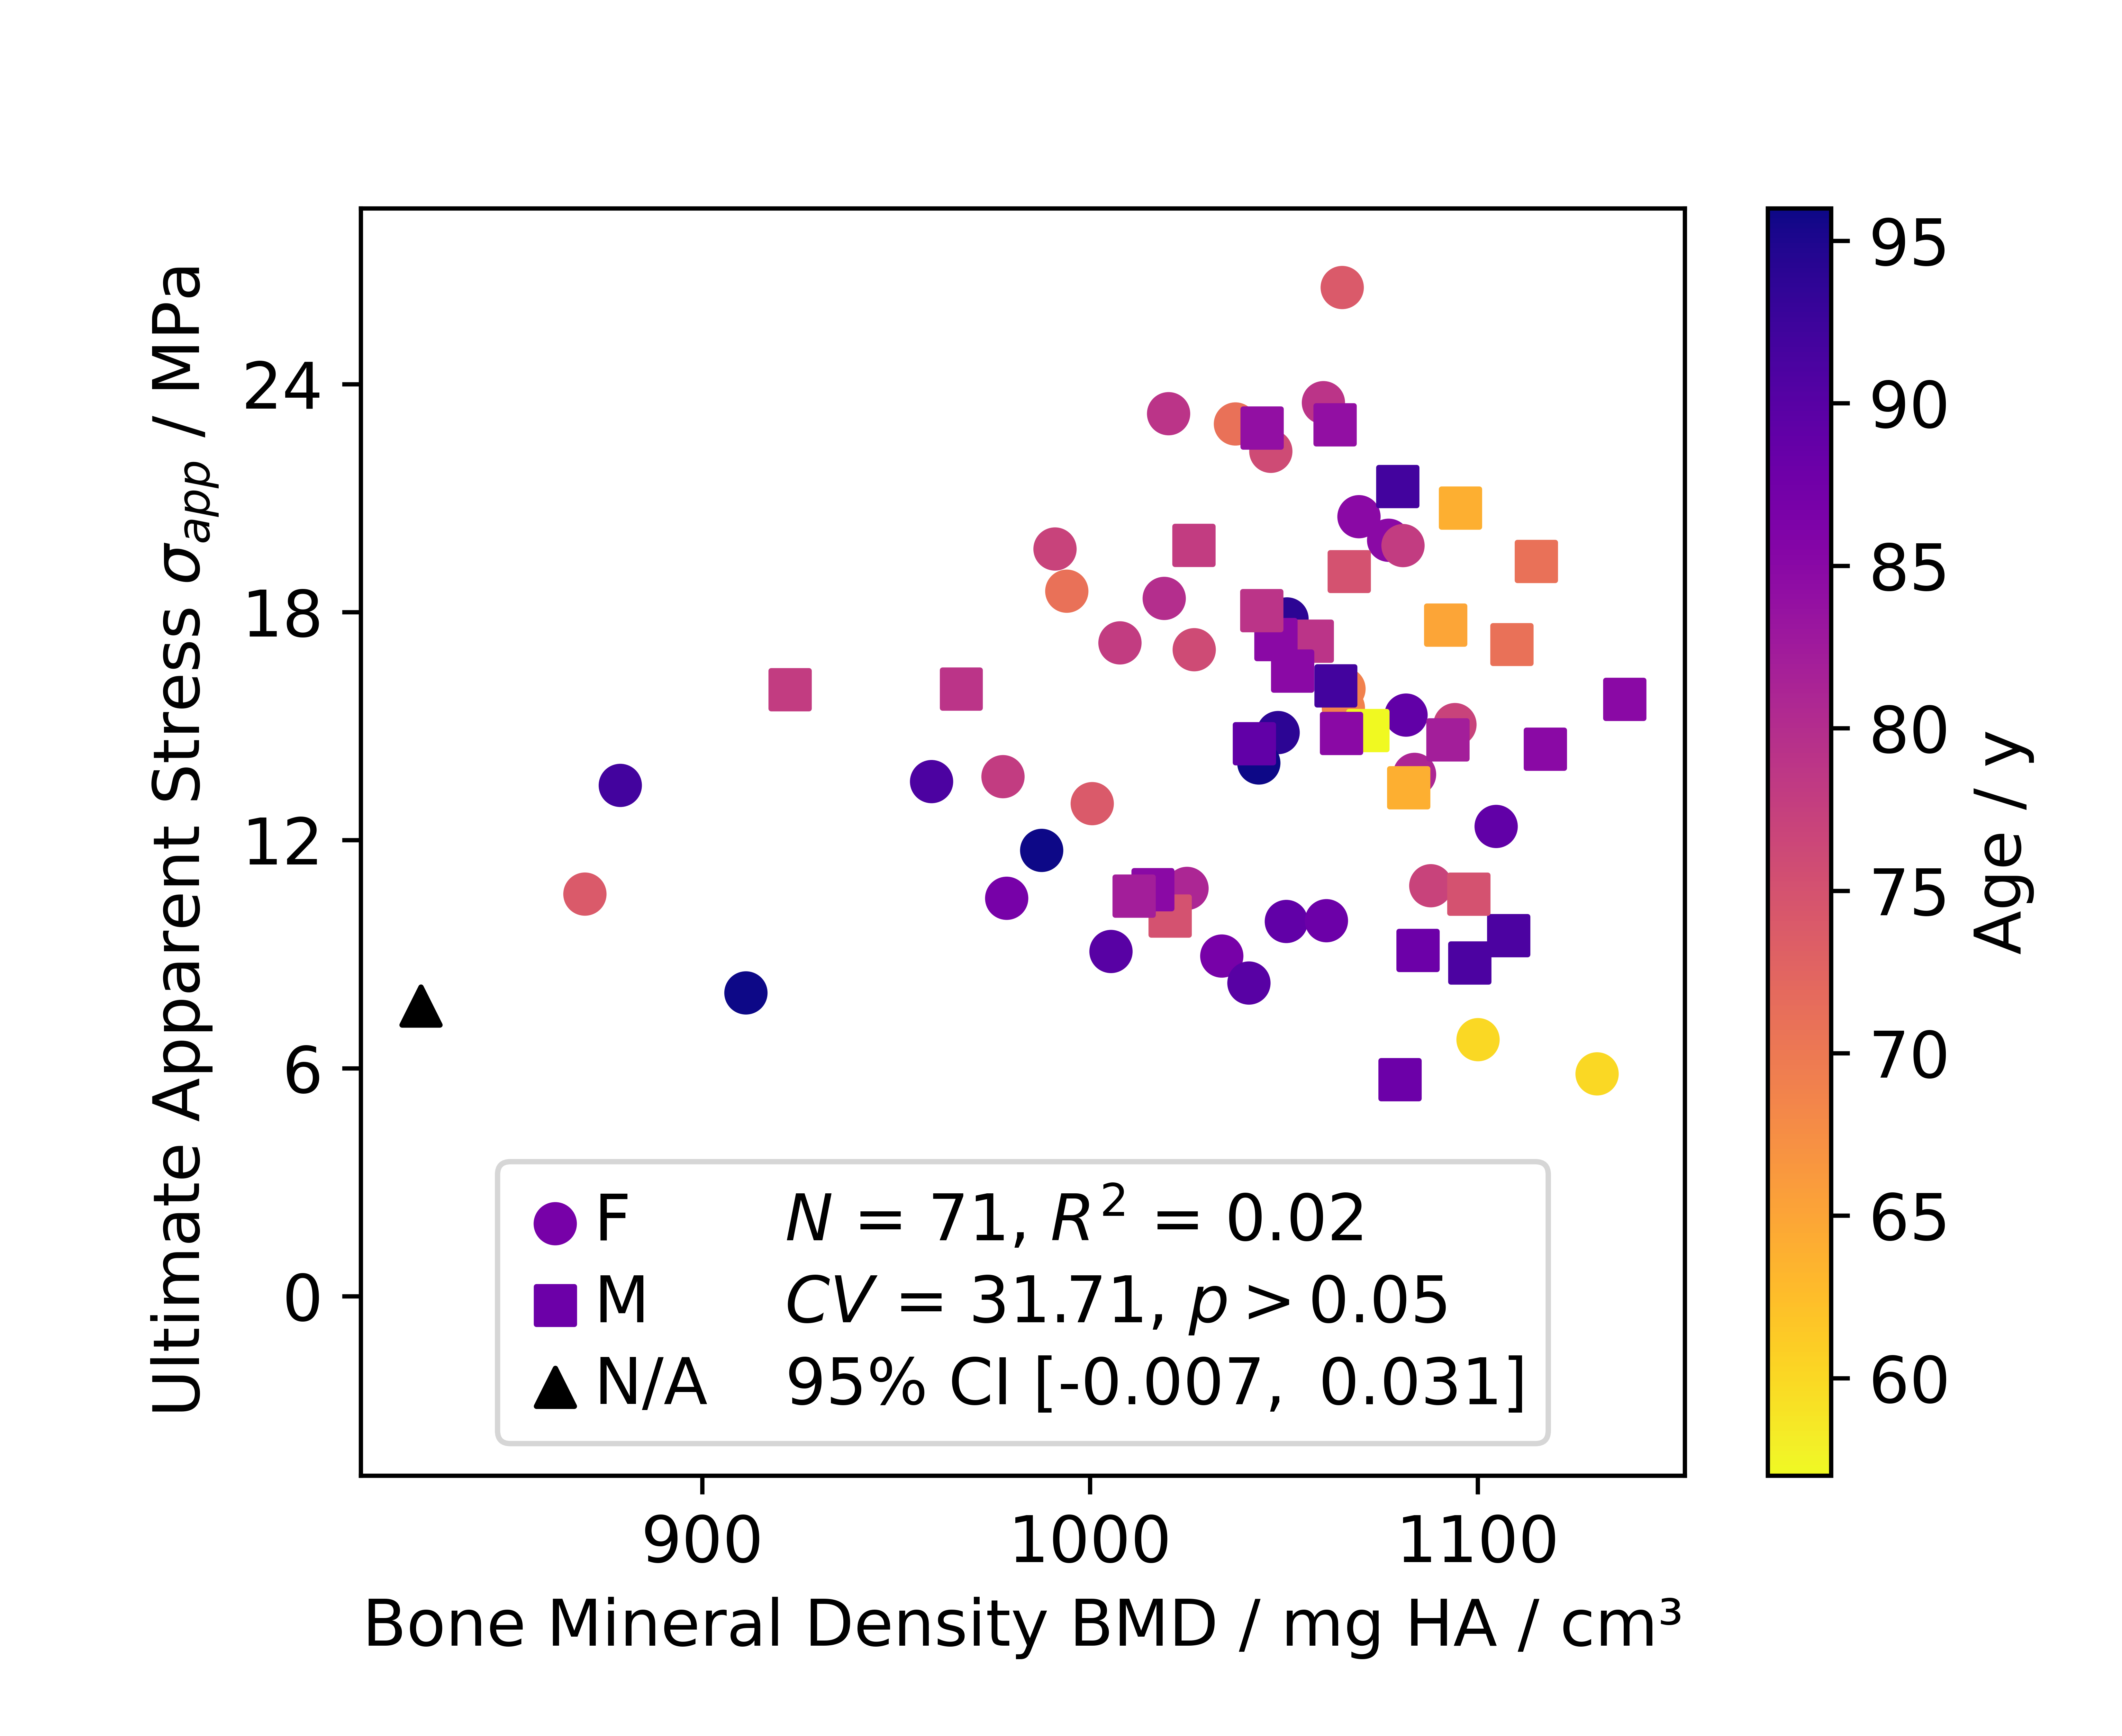 Ultimate Apparent Stress σapp / MPa
24
18
12
6
0
F N = 71, R² = 0.02
M CV = 31.71, p > 0.05
N/A 95% CI [-0.007, 0.031]
900 1000 1100
Bone Mineral Density BMD / mg HA / cm³
95
90
85
80
75
70
65
60
Age / y